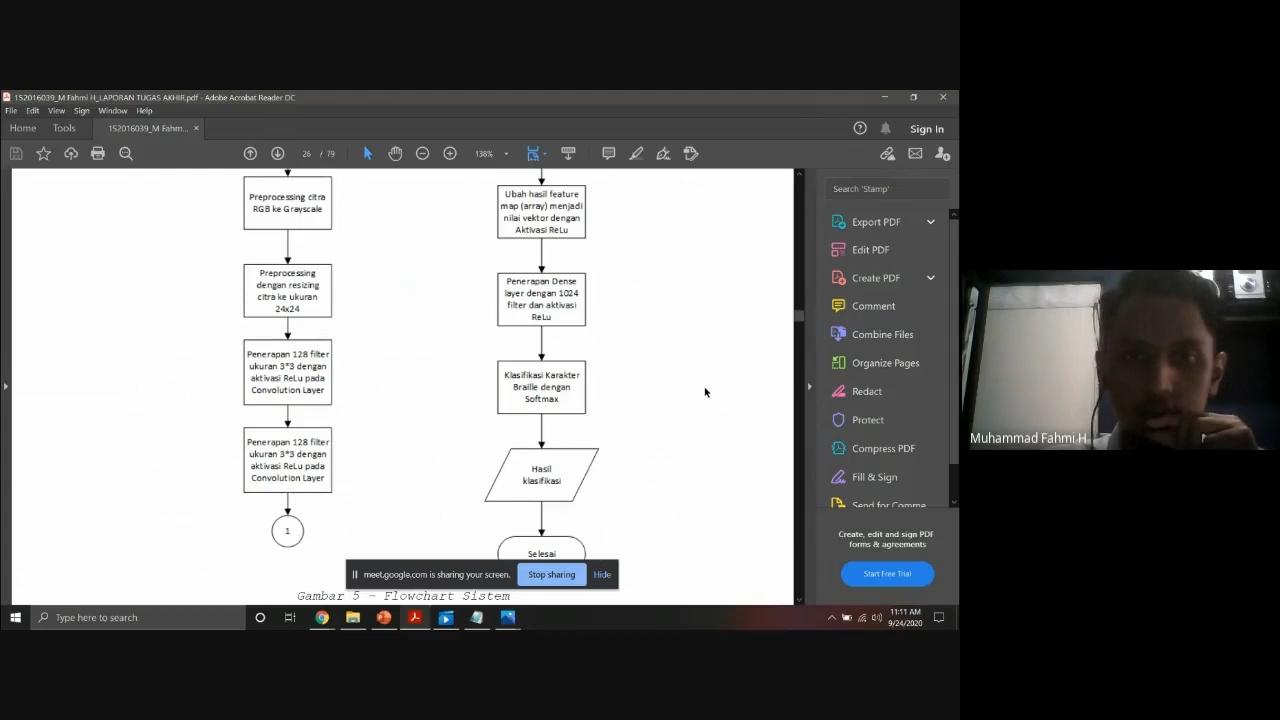 152016039_M Fahmi H_LAPORAN TUGAS AKHIR.pdf - Adobe Acrobat Reader DC
File Edit View Sign Window Help
Home Tools 152016039_M Fahm... ×
Sign In
26 / 79
138%
Preprocessing citra
RGB ke Grayscale
Preprocessing
dengan resizing
citra ke ukuran
24x24
Penerapan 128 filter
ukuran 3*3 dengan
aktivasi ReLu pada
Convolution Layer
Penerapan 128 filter
ukuran 3*3 dengan
aktivasi ReLu pada
Convolution Layer
1
Ubah hasil feature
map (array) menjadi
nilai vektor dengan
Aktivasi ReLu
Penerapan Dense
layer dengan 1024
filter dan aktivasi
ReLu
Klasifikasi Karakter
Braille dengan
Softmax
Hasil
klasifikasi
Selesai
Gambar 5 – Flowchart Sistem
meet.google.com is sharing your screen.
Stop sharing
Hide
Search 'Stamp'
Export PDF
Edit PDF
Create PDF
Comment
Combine Files
Organize Pages
Redact
Protect
Compress PDF
Fill & Sign
Send for Comme
Create, edit and sign PDF
forms & agreements
Start Free Trial
Muhammad Fahmi H
Type here to search
11:11 AM
9/24/2020